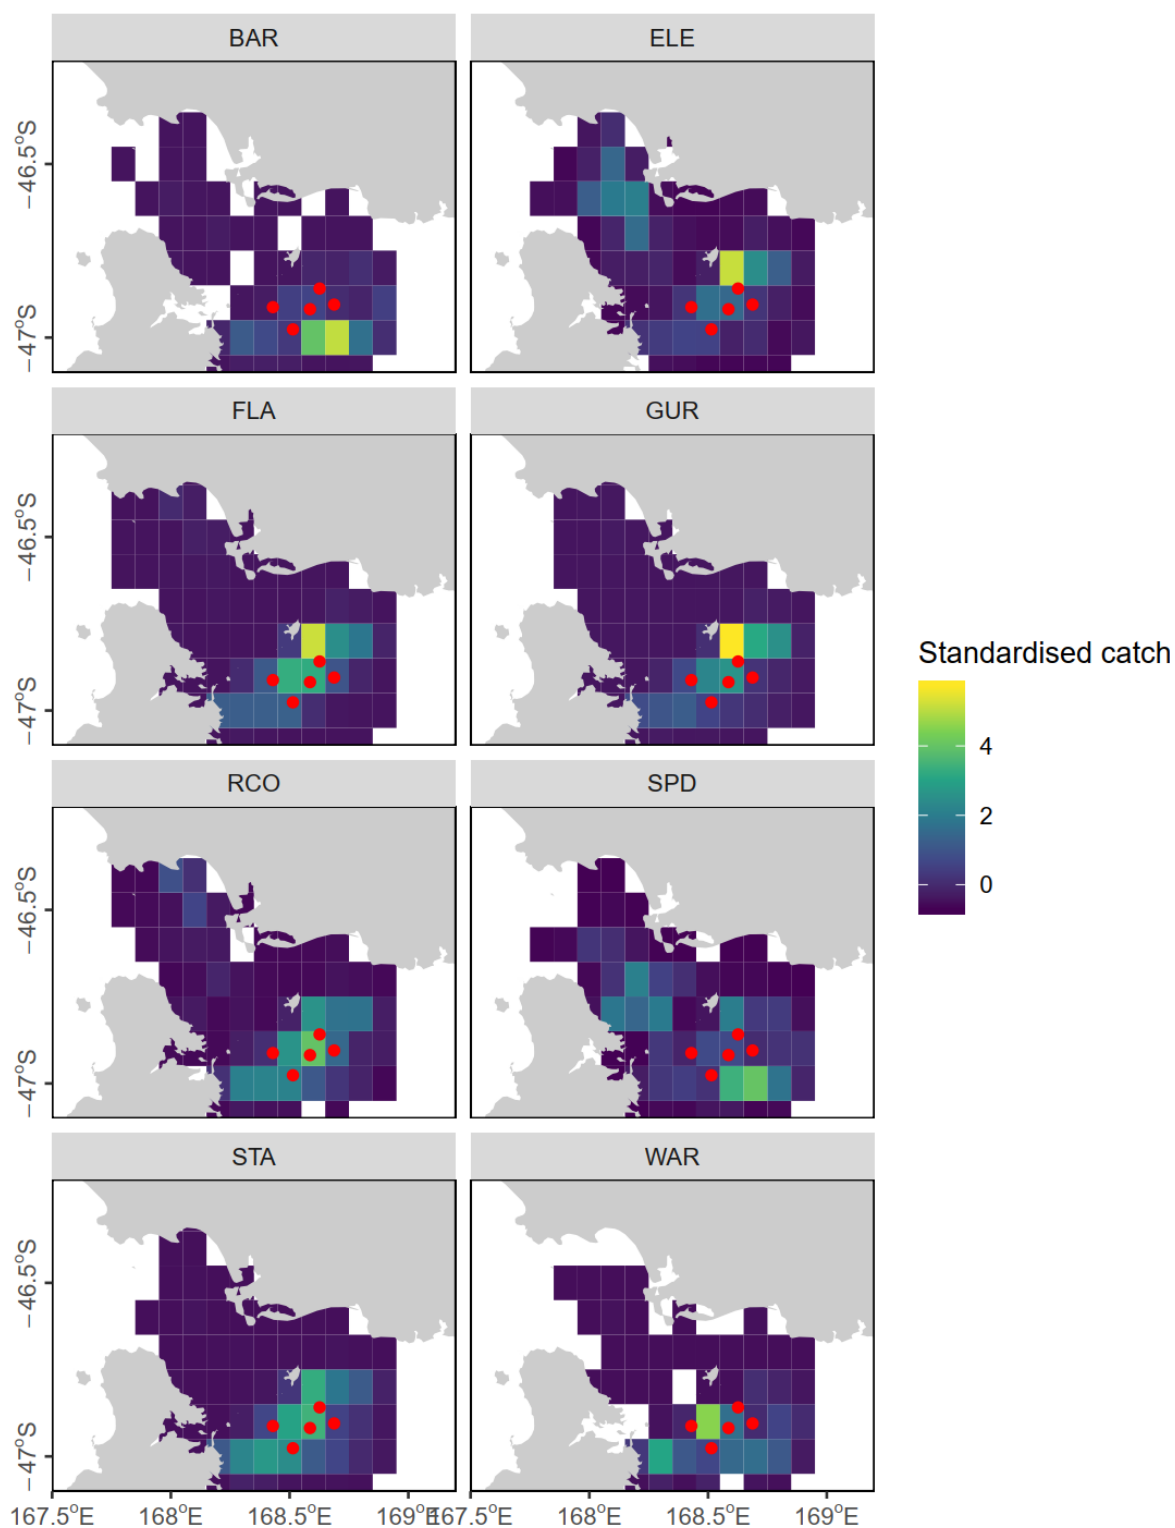 BAR ELE
−46.5°S
−47°S
FLA GUR
−46.5°S
−47°S
Standardised catch
4
2
0
RCO SPD
−46.5°S
−47°S
STA WAR
−46.5°S
−47°S
167.5°E 168°E 168.5°E 169°E 167.5°E 168°E 168.5°E 169°E